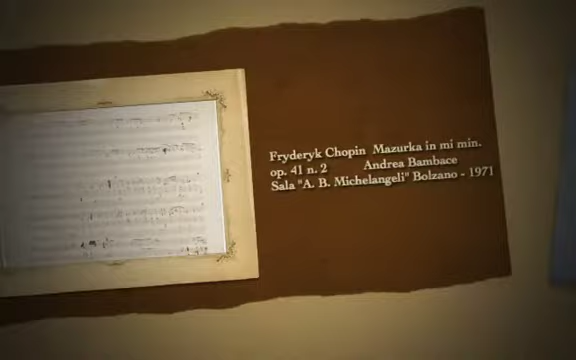 Fryderyk Chopin  Mazurka in mi min.
op. 41 n. 2          Andrea Bambace
Sala "A. B. Michelangeli" Bolzano - 1971